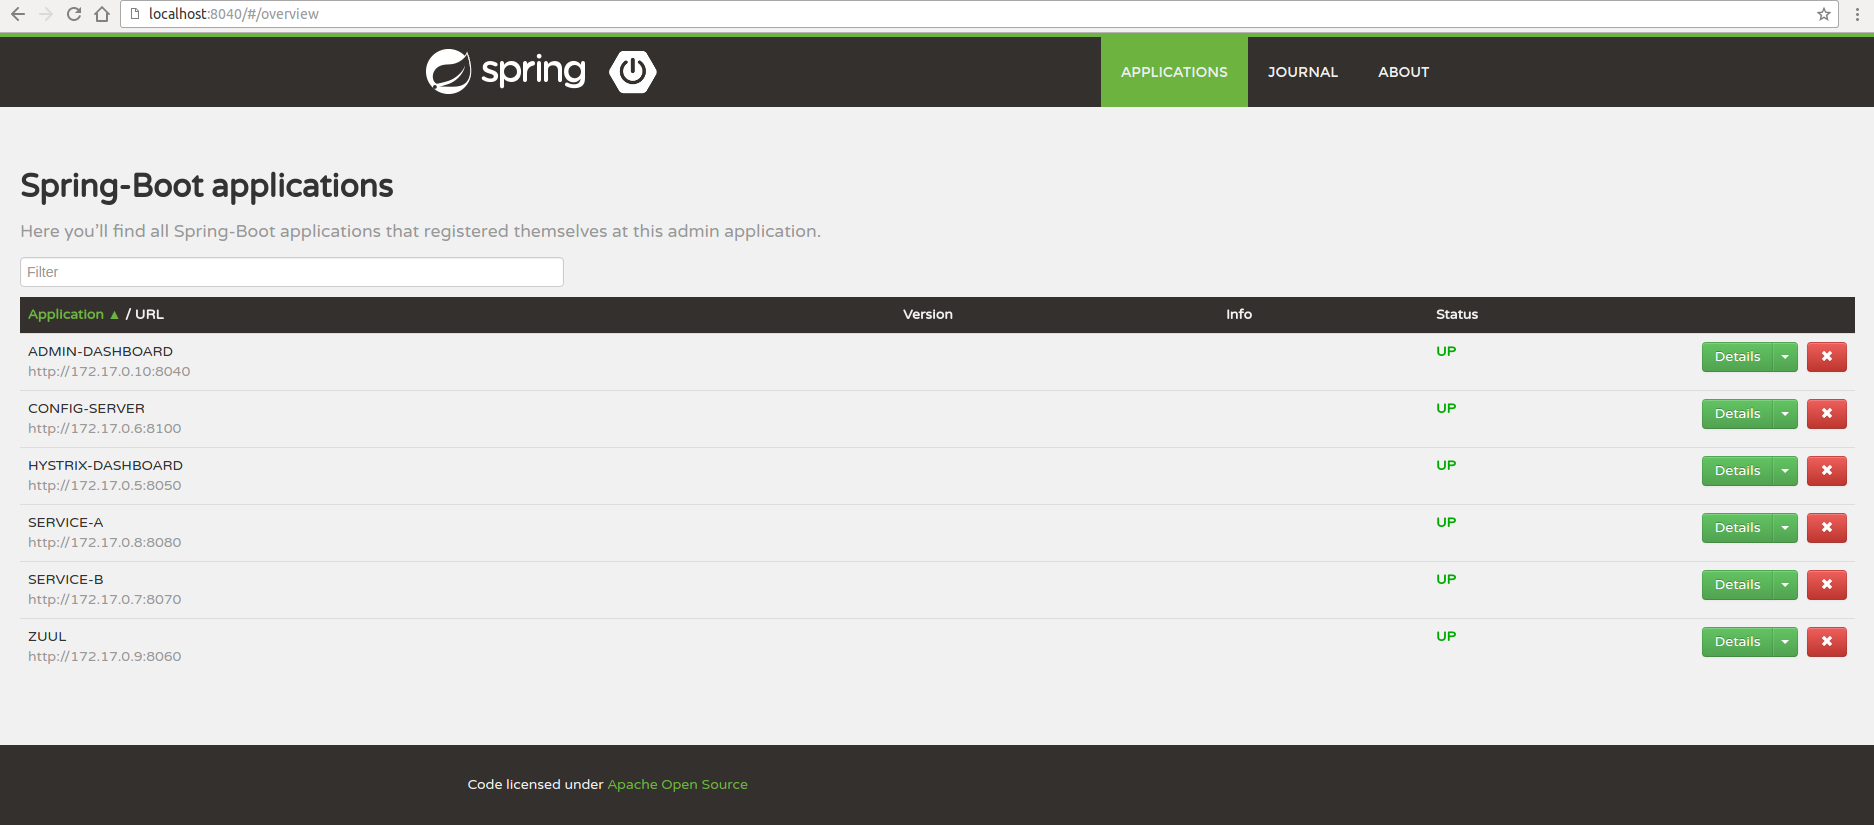 localhost:8040/#/overview
spring
APPLICATIONS JOURNAL ABOUT
Spring-Boot applications
Here you'll find all Spring-Boot applications that registered themselves at this admin application.
Filter
Application ▲ / URL Version Info Status
ADMIN-DASHBOARD UP Details
http://172.17.0.10:8040
CONFIG-SERVER UP Details
http://172.17.0.6:8100
HYSTRIX-DASHBOARD UP Details
http://172.17.0.5:8050
SERVICE-A UP Details
http://172.17.0.8:8080
SERVICE-B UP Details
http://172.17.0.7:8070
ZUUL UP Details
http://172.17.0.9:8060
Code licensed under Apache Open Source